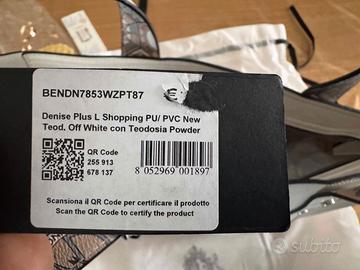 BENDN7853WZPT87
€
Denise Plus L Shopping PU/ PVC New
Teod. Off White con Teodosia Powder
QR Code
255 913
678 137
8 052969 001897
Scansiona il QR Code per certificare il prodotto
Scan the QR Code to certify the product
subito